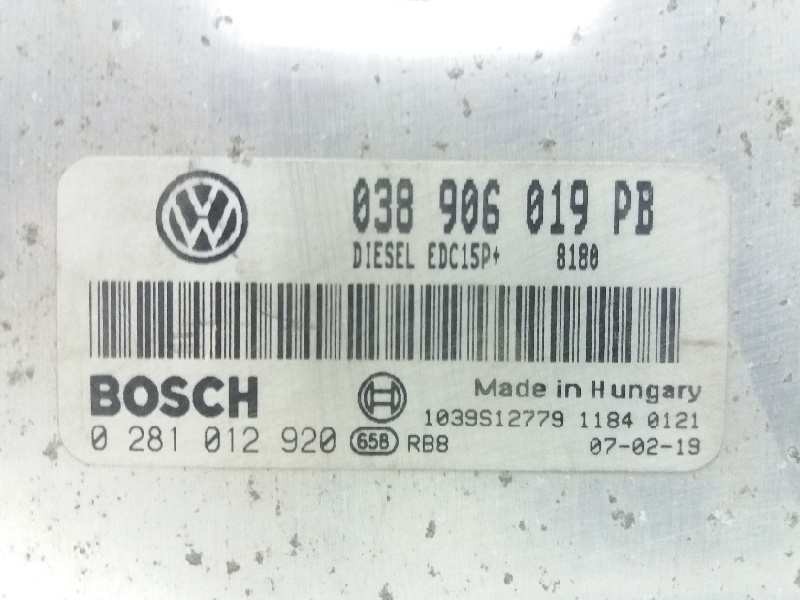 038 906 019 PB
DIESEL EDC15P+ 8180
BOSCH
Made in Hungary
1039S12779 1184 0121
0 281 012 920 658 RB8 07-02-19